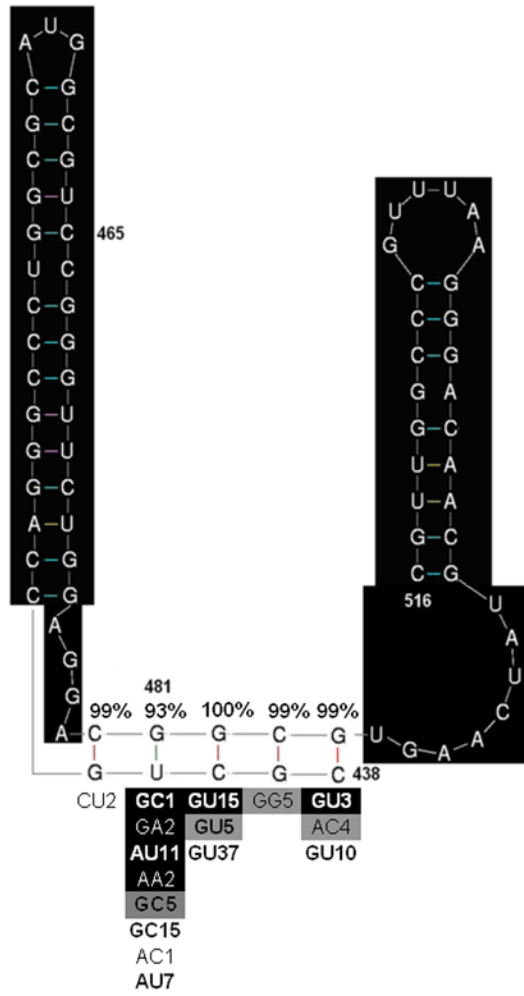 U
A G
C G
G C
C G
G U
G C
465
U C
C G
C G
C G
G U
G U
G C
A U
C G
C G
A
G
G
A
U U
U A
G A
C G
C G
C G
G A
G C
U A
U A
G C
C G
516
U
A
U
C
A
A
G
U
481
99% 93% 100% 99% 99%
C G G C G
G U C G C 438
CU2 GC1 GU15 GG5 GU3
GA2 GU5 AC4
AU11 GU37 GU10
AA2
GC5
GC15
AC1
AU7